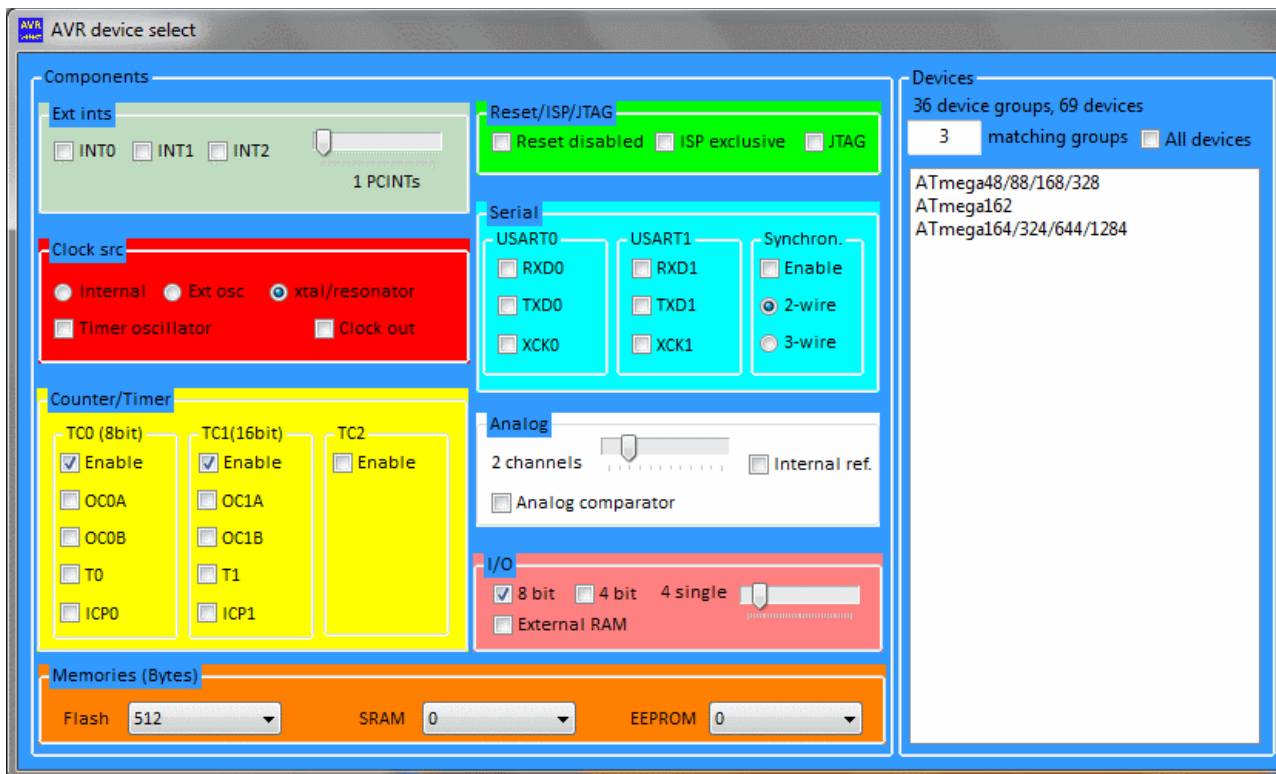 AVR device select
Components
Ext ints
INT0 INT1 INT2
1 PCINTs
Clock src
Internal Ext osc xtal/resonator
Timer oscillator Clock out
Counter/Timer
TC0 (8bit) TC1(16bit) TC2
Enable Enable Enable
OC0A OC1A
OC0B OC1B
T0 T1
ICP0 ICP1
Reset/ISP/JTAG
Reset disabled ISP exclusive JTAG
Serial
USART0 USART1 Synchron.
RXD0 RXD1 Enable
TXD0 TXD1 2-wire
XCK0 XCK1 3-wire
Analog
2 channels Internal ref.
Analog comparator
I/O
8 bit 4 bit 4 single
External RAM
Memories (Bytes)
Flash 512 SRAM 0 EEPROM 0
Devices
36 device groups, 69 devices
3 matching groups All devices
ATmega48/88/168/328
ATmega162
ATmega164/324/644/1284